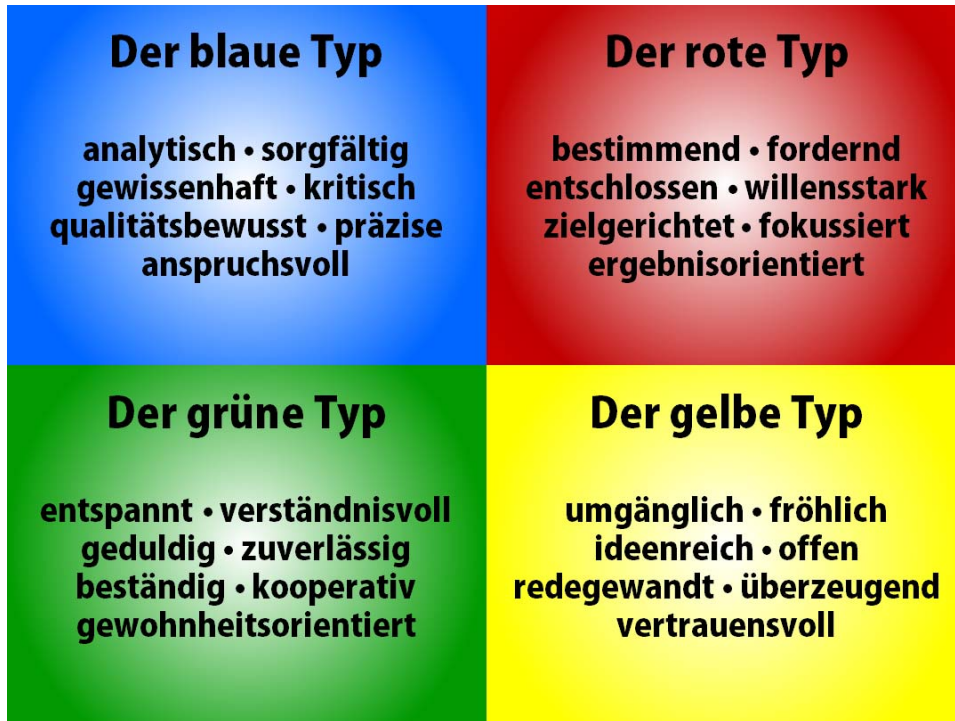 Der blaue Typ
analytisch • sorgfältig
gewissenhaft • kritisch
qualitätsbewusst • präzise
anspruchsvoll
Der rote Typ
bestimmend • fordernd
entschlossen • willensstark
zielgerichtet • fokussiert
ergebnisorientiert
Der grüne Typ
entspannt • verständnisvoll
geduldig • zuverlässig
beständig • kooperativ
gewohnheitsorientiert
Der gelbe Typ
umgänglich • fröhlich
ideenreich • offen
redegewandt • überzeugend
vertrauensvoll